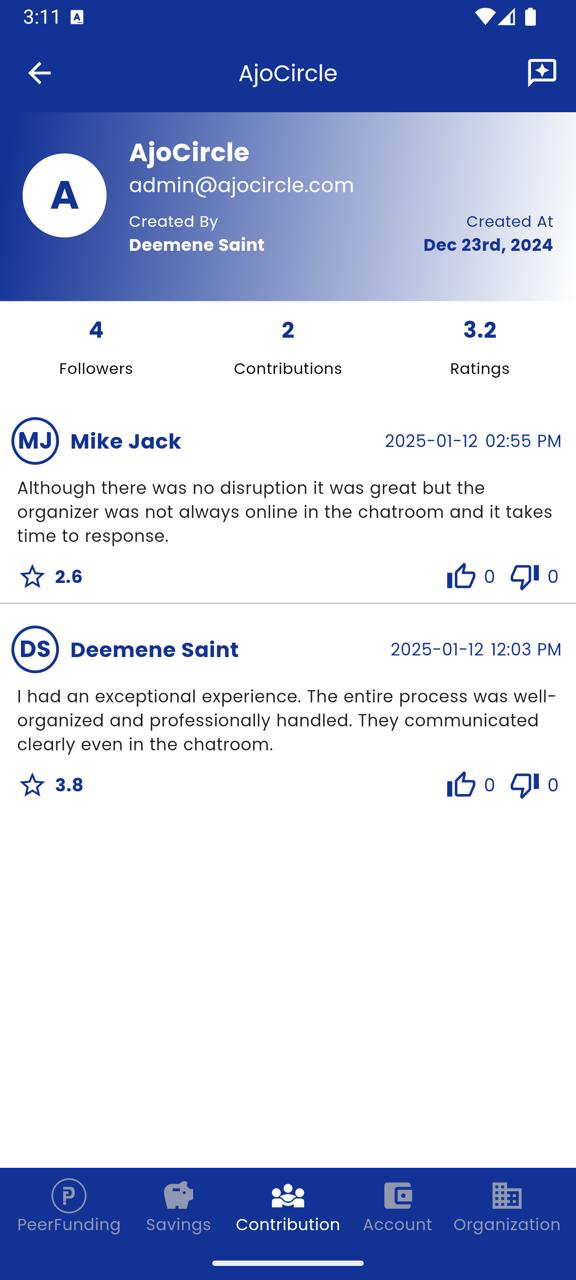 3:11 A
AjoCircle
A
AjoCircle
admin@ajocircle.com
Created By
Created At
Deemene Saint
Dec 23rd, 2024
4
2
3.2
Followers
Contributions
Ratings
MJ Mike Jack 2025-01-12 02:55 PM
Although there was no disruption it was great but the
organizer was not always online in the chatroom and it takes
time to response.
2.6 0 0
DS Deemene Saint 2025-01-12 12:03 PM
I had an exceptional experience. The entire process was well-
organized and professionally handled. They communicated
clearly even in the chatroom.
3.8 0 0
P
PeerFunding Savings Contribution Account Organization